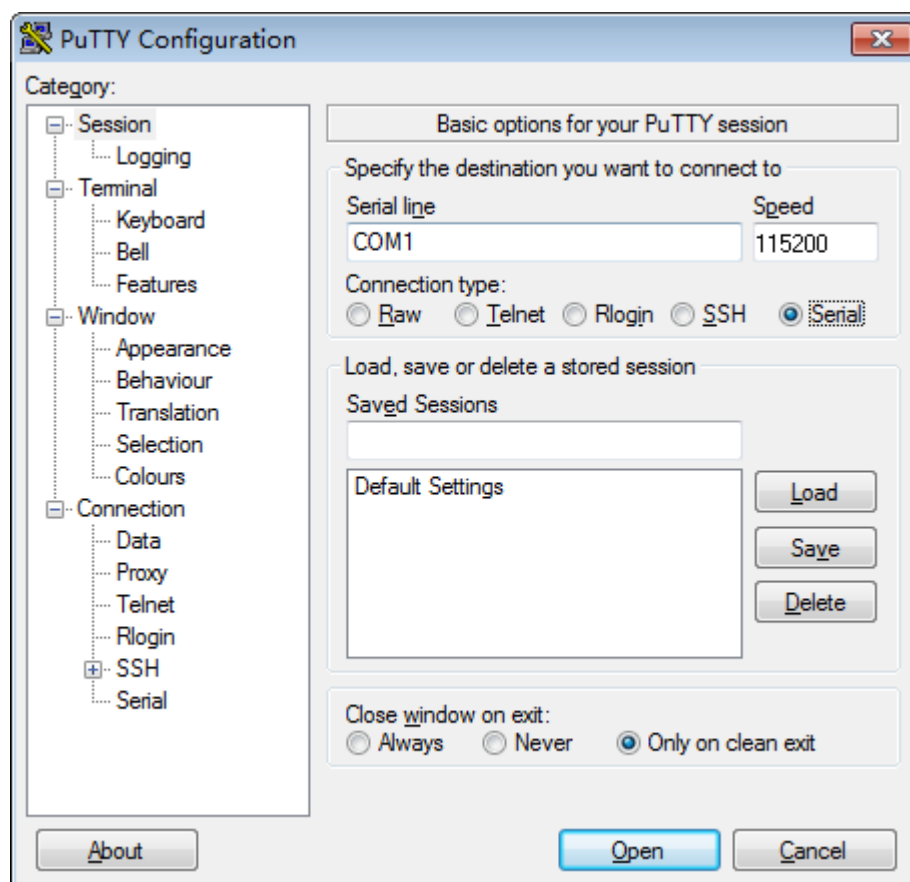 PuTTY Configuration
Category:
Session
Logging
Terminal
Keyboard
Bell
Features
Window
Appearance
Behaviour
Translation
Selection
Colours
Connection
Data
Proxy
Telnet
Rlogin
SSH
Serial
Basic options for your PuTTY session
Specify the destination you want to connect to
Serial line Speed
COM1 115200
Connection type:
Raw Telnet Rlogin SSH Serial
Load, save or delete a stored session
Saved Sessions
Default Settings
Load
Save
Delete
Close window on exit:
Always Never Only on clean exit
About Open Cancel